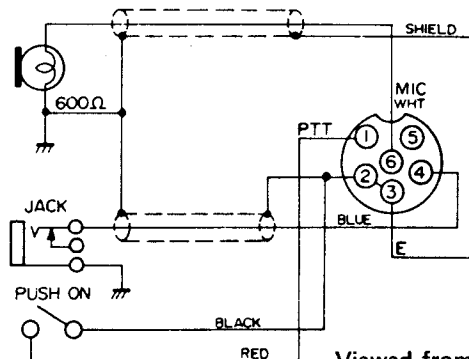 SHIELD
MIC
WHT
600Ω
PTT
1
5
6
2
4
3
JACK
BLUE
E
PUSH ON
BLACK
RED
Viewed from